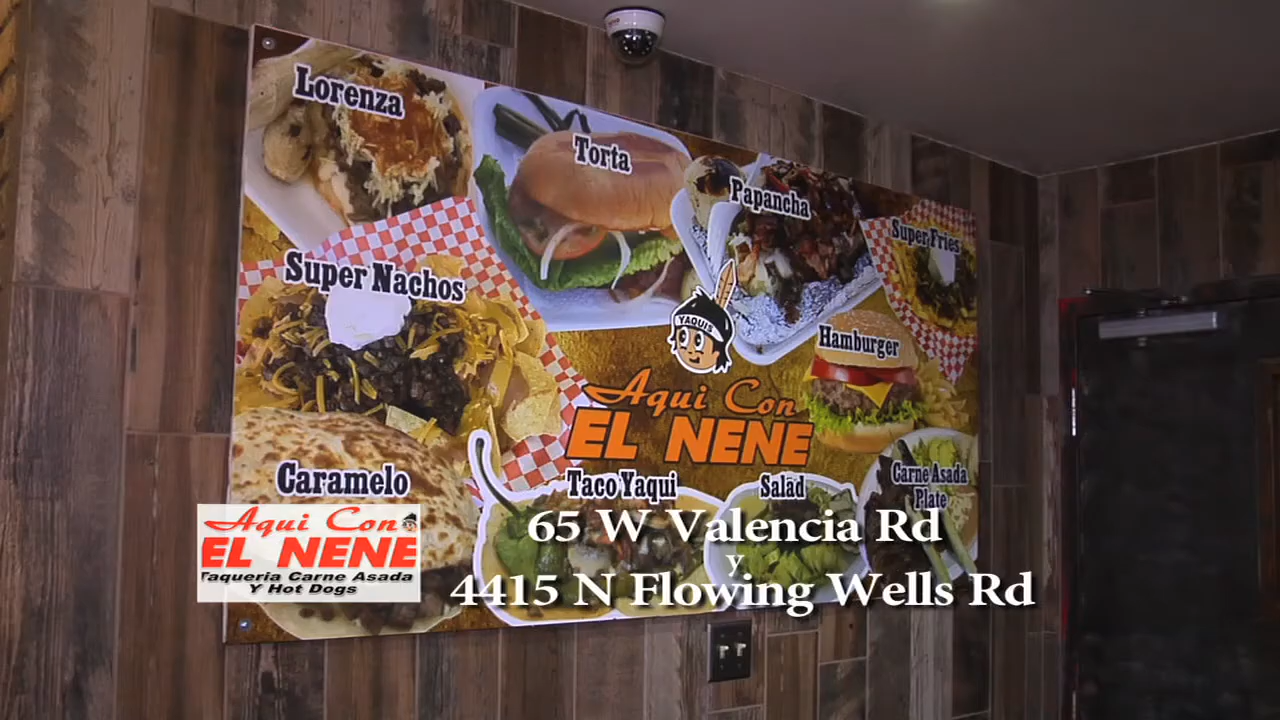 Lorenza
Torta
Papancha
Super Fries
Super Nachos
YAQUIS
Hamburger
Aqui Con
EL NENE
Caramelo
Taco Yaqui
Salad
Carne Asada
Plate
Aqui Con
EL NENE
Taqueria Carne Asada
Y Hot Dogs
65 W Valencia Rd
y
4415 N Flowing Wells Rd